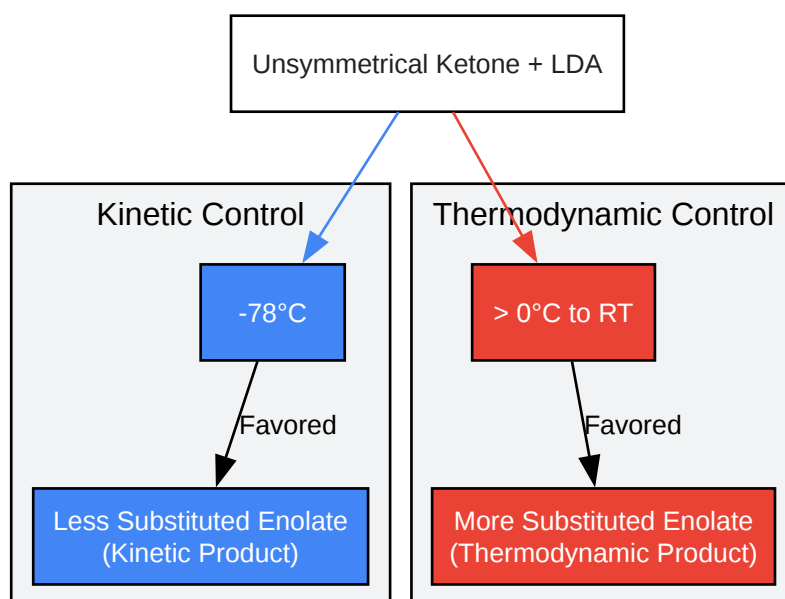 Unsymmetrical Ketone + LDA
Kinetic Control
Thermodynamic Control
-78°C
> 0°C to RT
Favored
Favored
Less Substituted Enolate
(Kinetic Product)
More Substituted Enolate
(Thermodynamic Product)